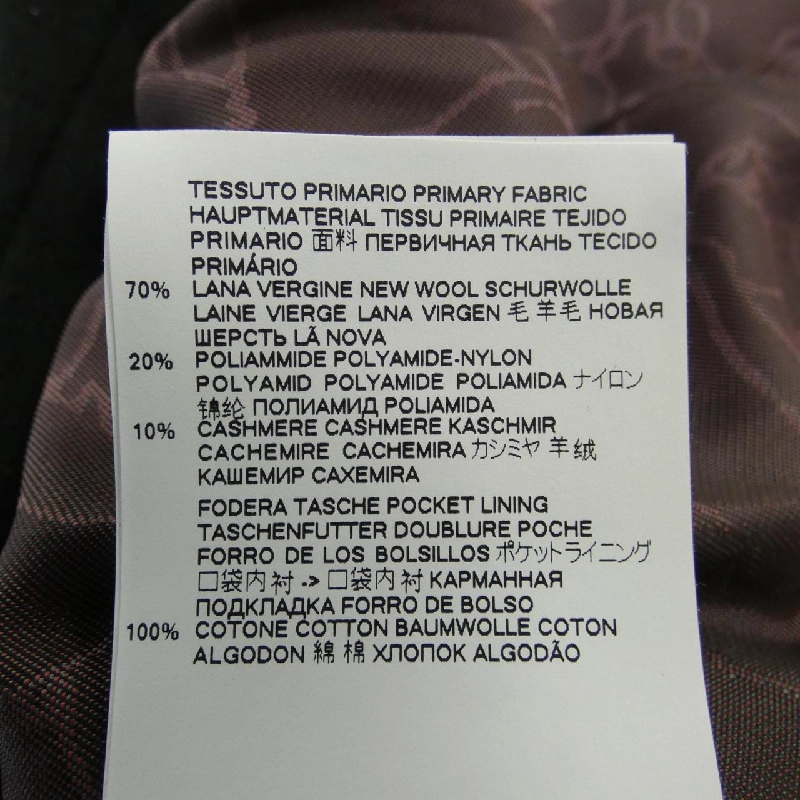 TESSUTO PRIMARIO PRIMARY FABRIC
HAUPTMATERIAL TISSU PRIMAIRE TEJIDO
PRIMARIO 面料 ПЕРВИЧНАЯ ТКАНЬ TECIDO
PRIMÁRIO
70% LANA VERGINE NEW WOOL SCHURWOLLE
LAINE VIERGE LANA VIRGEN 毛 羊毛 НОВАЯ
ШЕРСТЬ LÃ NOVA
20% POLIAMMIDE POLYAMIDE-NYLON
POLYAMID POLYAMIDE POLIAMIDA ナイロン
锦纶 ПОЛИАМИД POLIAMIDA
10% CASHMERE CASHMERE KASCHMIR
CACHEMIRE CACHEMIRA カシミヤ 羊绒
КАШЕМИР CAXEMIRA
FODERA TASCHE POCKET LINING
TASCHENFUTTER DOUBLURE POCHE
FORRO DE LOS BOLSILLOS ポケットライニング
口袋内衬 -> 口袋内衬 КАРМАННАЯ
ПОДКЛАДКА FORRO DE BOLSO
100% COTONE COTTON BAUMWOLLE COTON
ALGODON 綿 棉 ХЛОПОК ALGODÃO